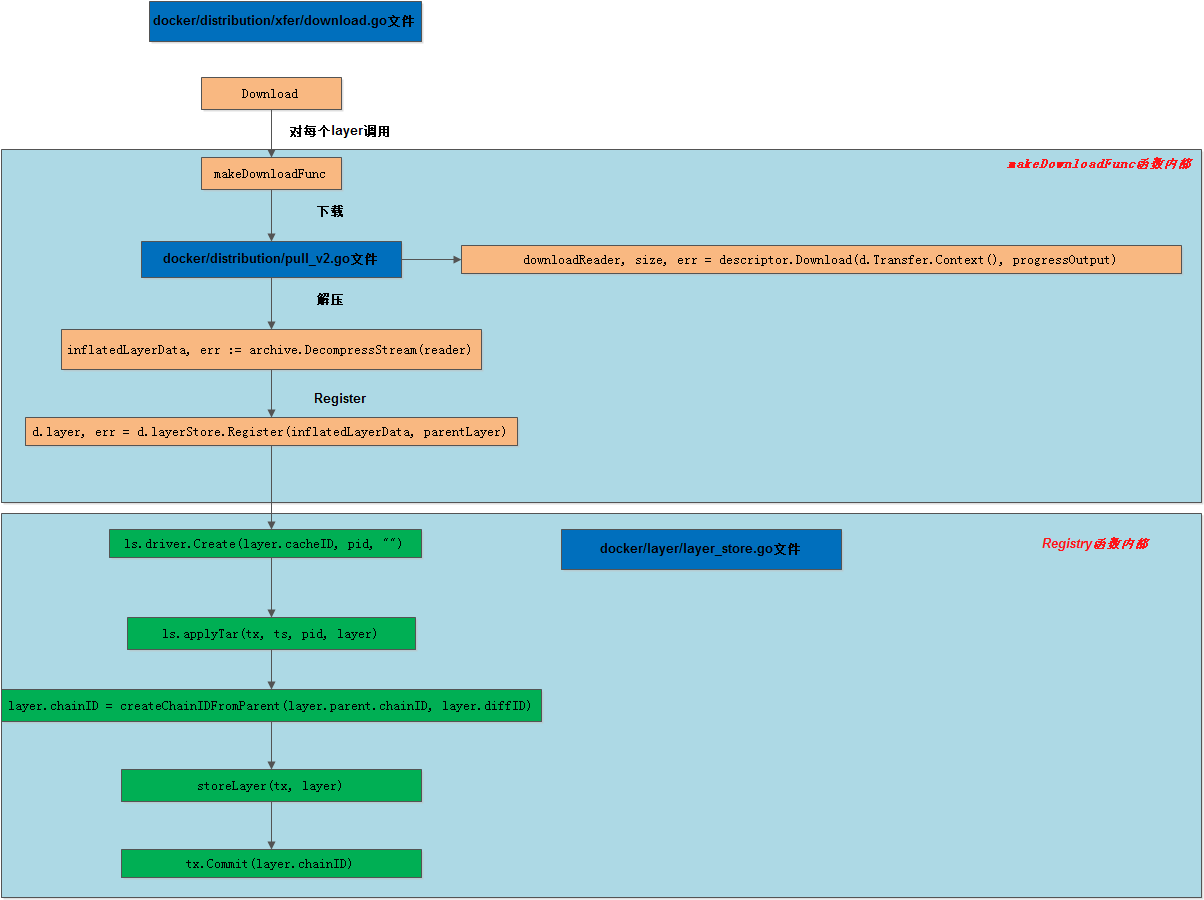 docker/distribution/xfer/download.go文件
Download
对每个layer调用
makeDownloadFunc函数内部
makeDownloadFunc
下载
docker/distribution/pull_v2.go文件
downloadReader, size, err = descriptor.Download(d.Transfer.Context(), progressOutput)
解压
inflatedLayerData, err := archive.DecompressStream(reader)
Register
d.layer, err = d.layerStore.Register(inflatedLayerData, parentLayer)
ls.driver.Create(layer.cacheID, pid, "")
docker/layer/layer_store.go文件
Registry函数内部
ls.applyTar(tx, ts, pid, layer)
layer.chainID = createChainIDFromParent(layer.parent.chainID, layer.diffID)
storeLayer(tx, layer)
tx.Commit(layer.chainID)